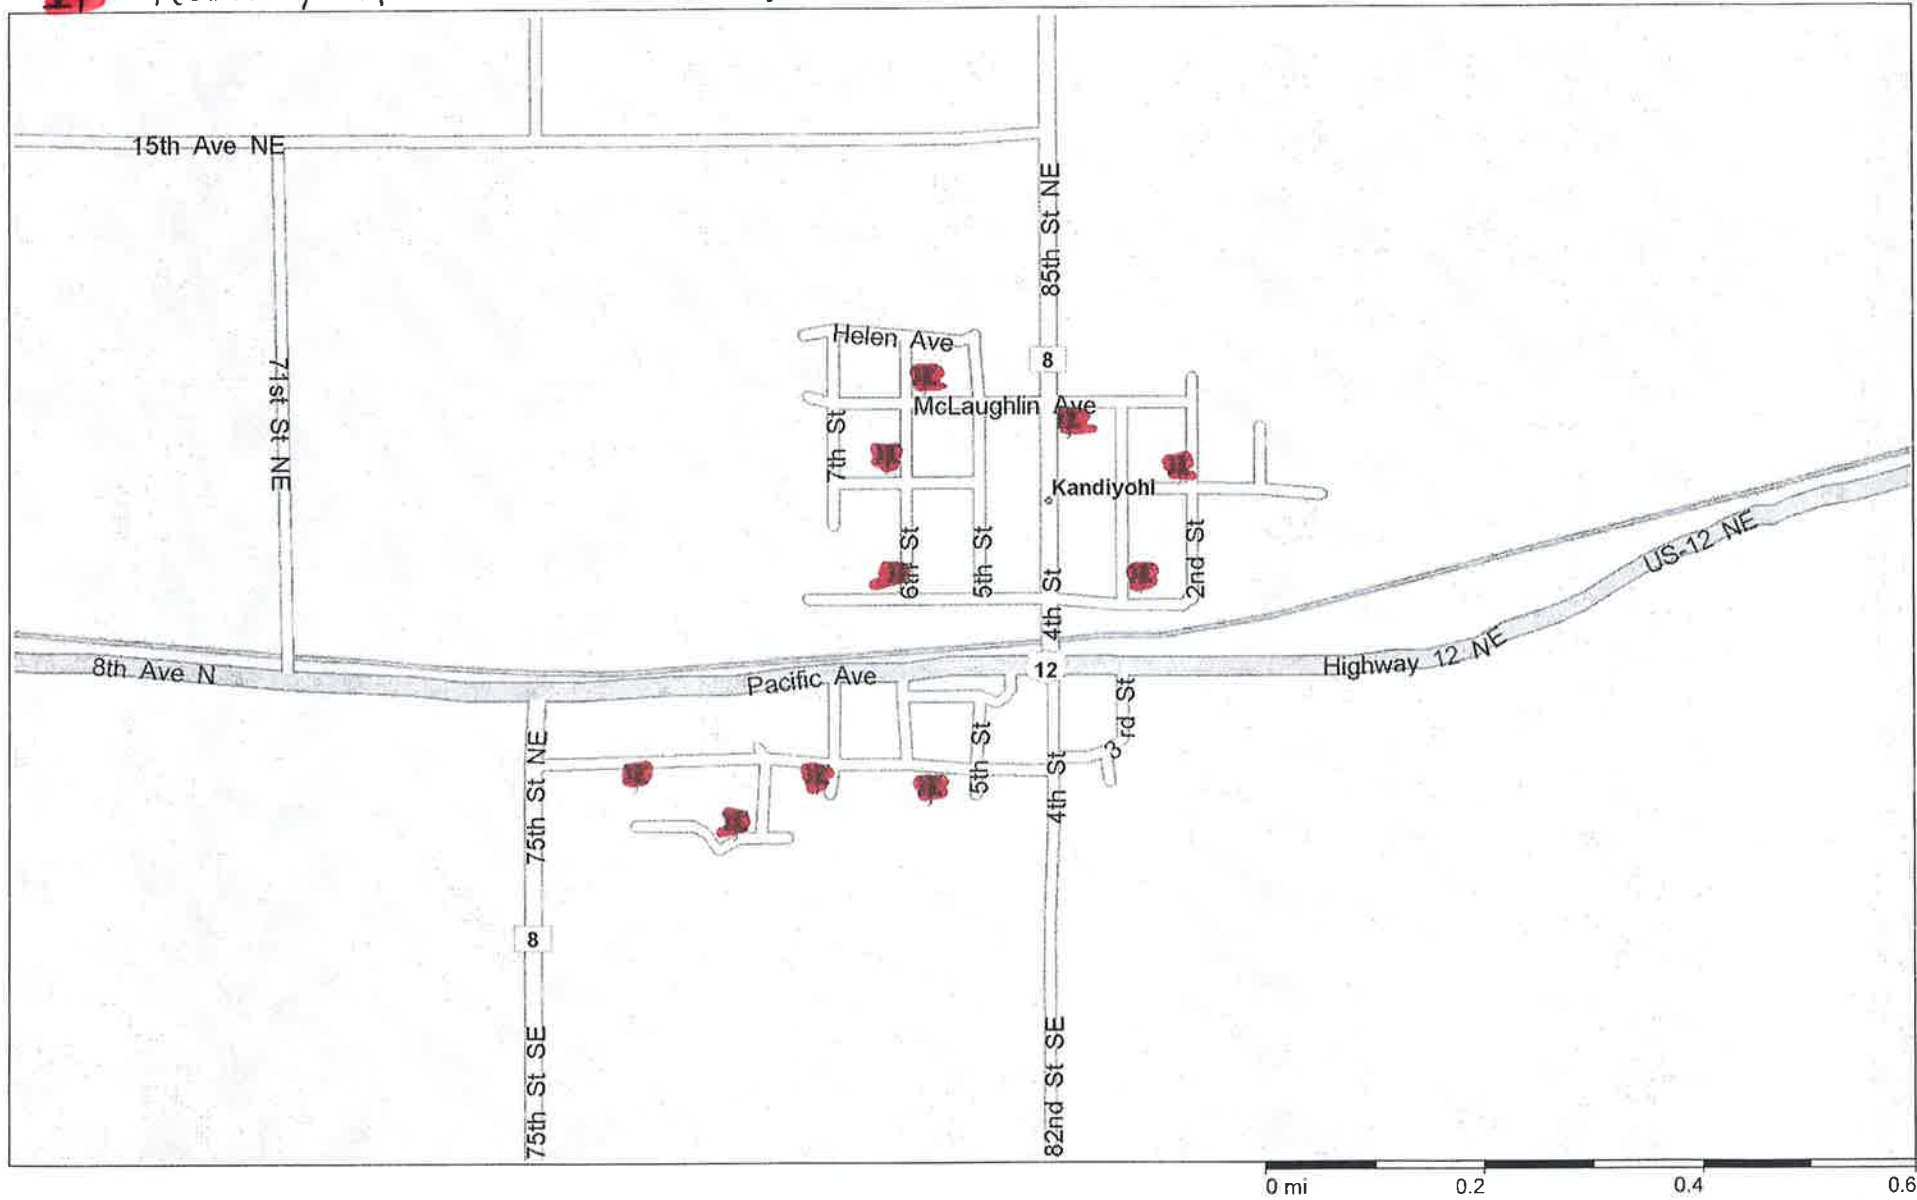 15th Ave NE
85th St NE
Helen Ave
8
71st St NE
McLaughlin Ave
7th St
Kandiyohi
6th St
5th St
4th St
2nd St
US-12 NE
8th Ave N
Pacific Ave
12
Highway 12 NE
3 rd St
5th St
75th St NE
4th St
8
75th St SE
82nd St SE
0 mi 0.2 0.4 0.6